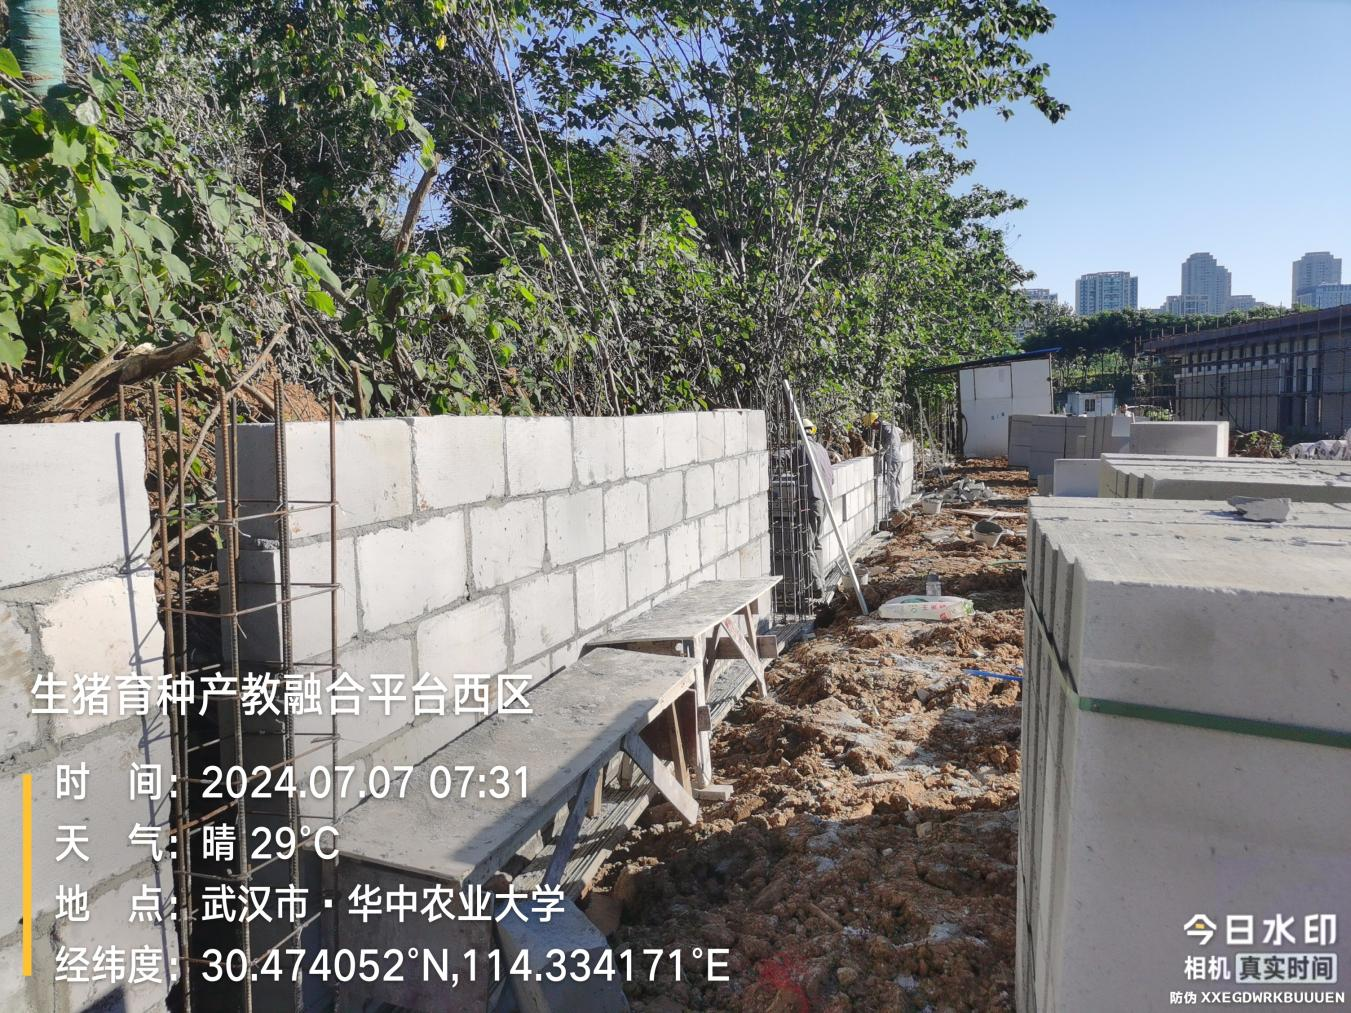 生猪育种产教融合平台西区
时 间：2024.07.07 07:31
天 气：晴 29℃
地 点：武汉市·华中农业大学
经纬度：30.474052°N,114.334171°E
今日水印
相机 真实时间
防伪 XXEGDWRKBUUUEN